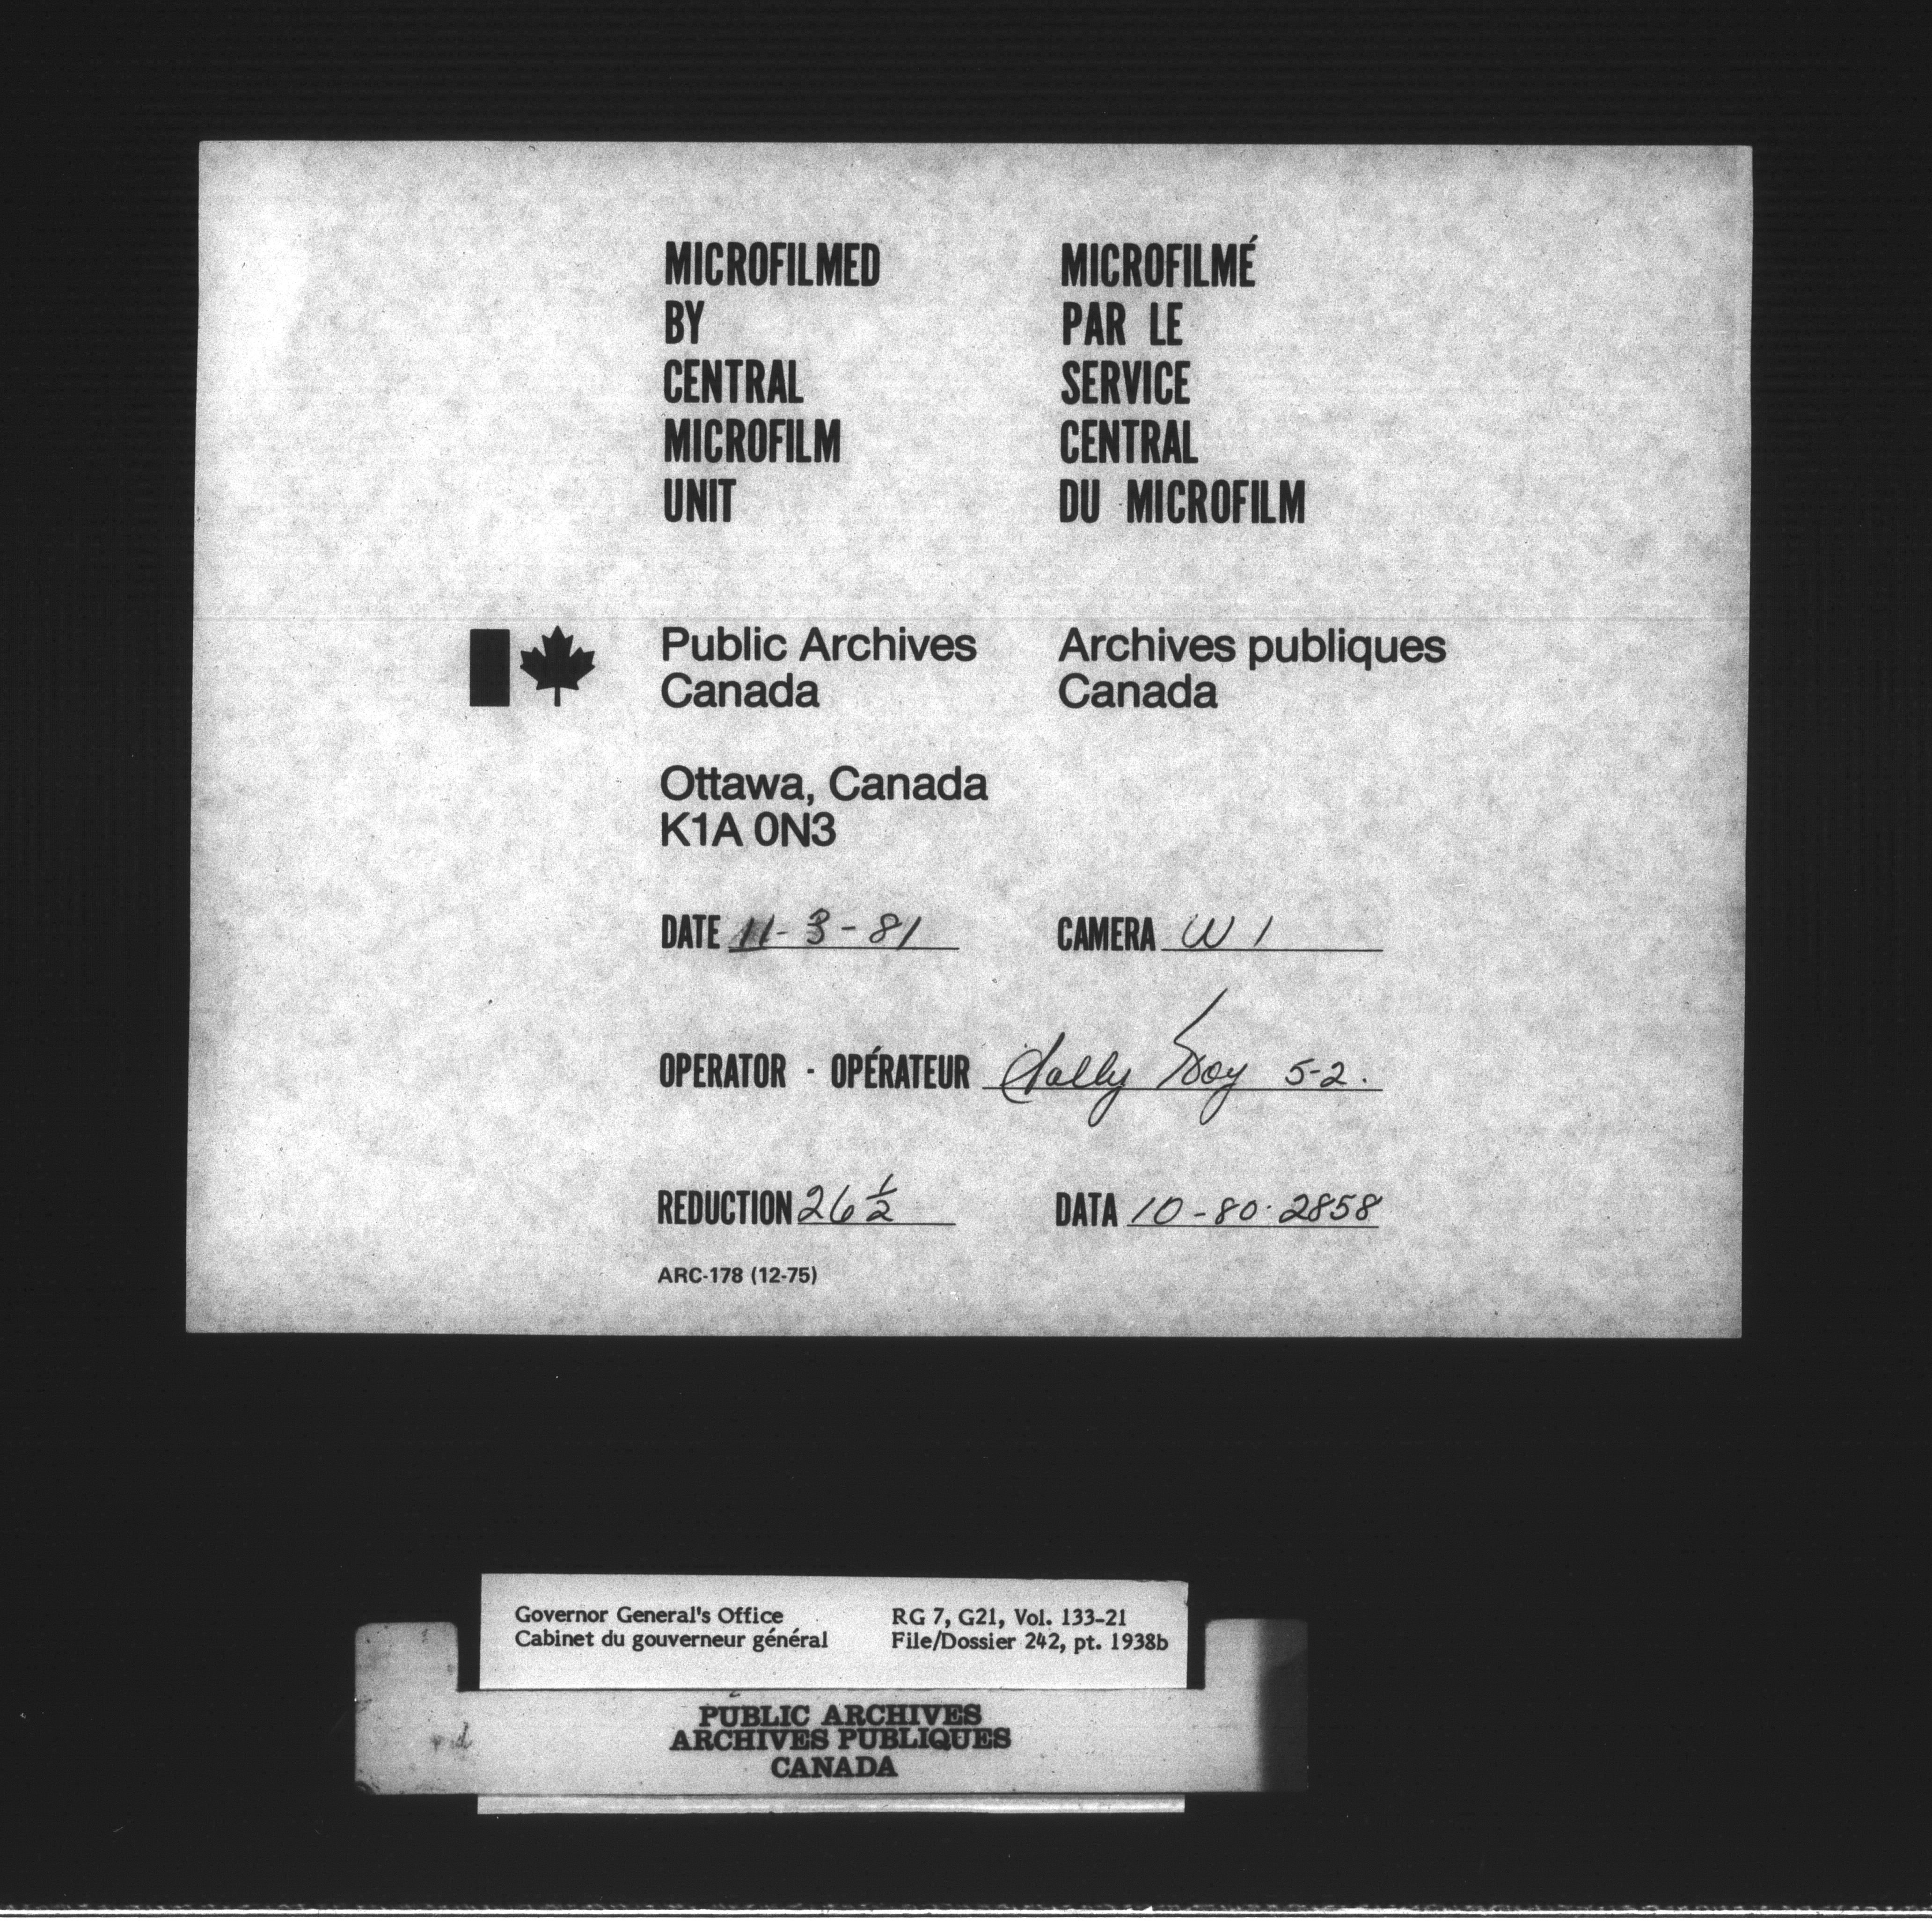 MICROFILMED
BY
CENTRAL
MICROFILM
UNIT
MICROFILMÉ
PAR LE
SERVICE
CENTRAL
DU MICROFILM
Public Archives
Canada
Archives publiques
Canada
Ottawa, Canada
K1A 0N3
DATE 11-3-81
CAMERA W 1
OPERATOR - OPÉRATEUR Sally 5-2.
REDUCTION 26 ½
DATA 10-80-2858
ARC-178 (12-75)
Governor General's Office
Cabinet du gouverneur général
RG 7, G21, Vol. 133-21
File/Dossier 242, pt. 1938b
PUBLIC ARCHIVES
ARCHIVES PUBLIQUES
CANADA